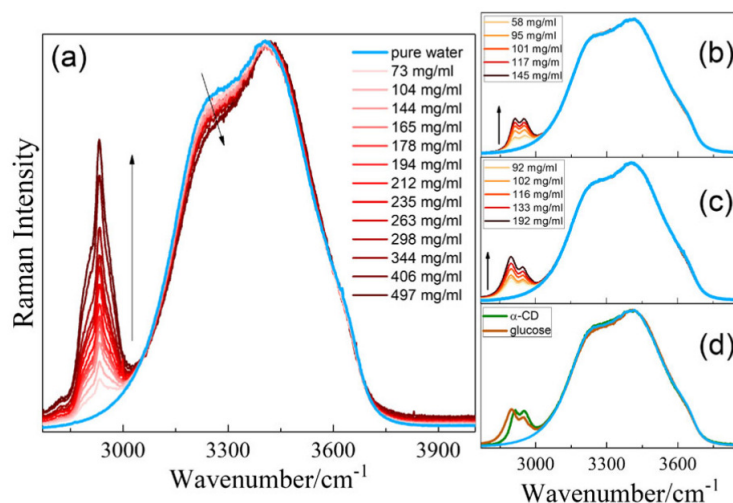 (a)
pure water
73 mg/ml
104 mg/ml
144 mg/ml
165 mg/ml
178 mg/ml
194 mg/ml
212 mg/ml
235 mg/ml
263 mg/ml
298 mg/ml
344 mg/ml
406 mg/ml
497 mg/ml
Raman Intensity
3000 3300 3600 3900
Wavenumber/cm⁻¹
58 mg/ml
95 mg/ml
101 mg/ml
117 mg/m
145 mg/ml
(b)
92 mg/ml
102 mg/ml
116 mg/ml
133 mg/ml
192 mg/ml
(c)
α-CD
glucose
(d)
3000 3300 3600
Wavenumber/cm⁻¹